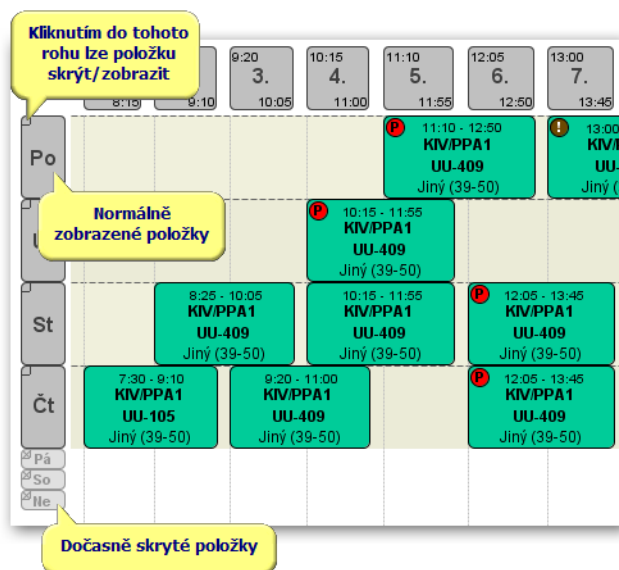 Kliknutím do tohoto
rohu lze položku
skrýt/zobrazit
8:15
9:10
9:20
3.
10:05
10:15
4.
11:00
11:10
5.
11:55
12:05
6.
12:50
13:00
7.
13:45
Po
P 11:10 - 12:50
KIV/PPA1
UU-409
Jiný (39-50)
! 13:00
Normálně
zobrazené položky
P 10:15 - 11:55
KIV/PPA1
UU-409
Jiný (39-50)
St
8:25 - 10:05
KIV/PPA1
UU-409
Jiný (39-50)
10:15 - 11:55
KIV/PPA1
UU-409
Jiný (39-50)
P 12:05 - 13:45
KIV/PPA1
UU-409
Jiný (39-50)
Čt
7:30 - 9:10
KIV/PPA1
UU-105
Jiný (39-50)
9:20 - 11:00
KIV/PPA1
UU-409
Jiný (39-50)
P 12:05 - 13:45
KIV/PPA1
UU-409
Jiný (39-50)
Pá
So
Ne
Dočasně skryté položky